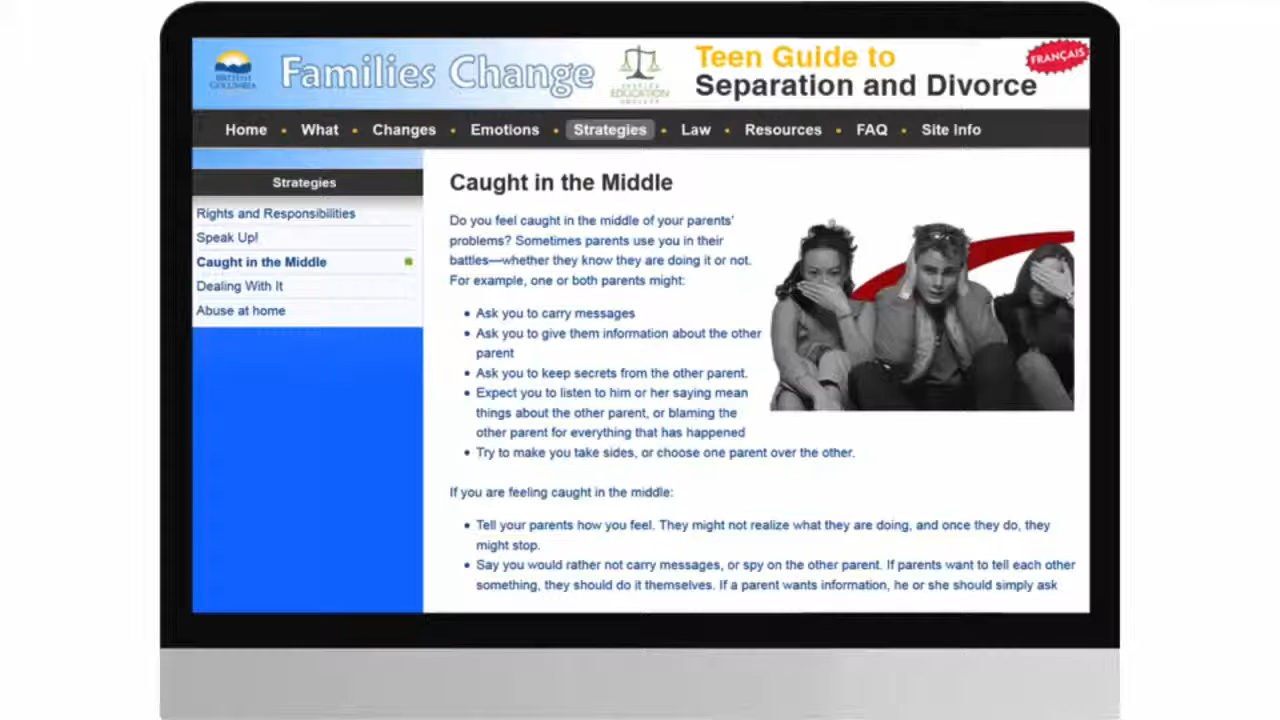 BRITISH
COLUMBIA
Families Change
JUSTICE
EDUCATION
SOCIETY
Teen Guide to
Separation and Divorce
FRANÇAIS
Home • What • Changes • Emotions • Strategies • Law • Resources • FAQ • Site Info
Strategies
Rights and Responsibilities
Speak Up!
Caught in the Middle
Dealing With It
Abuse at home
Caught in the Middle
Do you feel caught in the middle of your parents'
problems? Sometimes parents use you in their
battles—whether they know they are doing it or not.
For example, one or both parents might:
• Ask you to carry messages
• Ask you to give them information about the other
parent
• Ask you to keep secrets from the other parent.
• Expect you to listen to him or her saying mean
things about the other parent, or blaming the
other parent for everything that has happened
• Try to make you take sides, or choose one parent over the other.
If you are feeling caught in the middle:
• Tell your parents how you feel. They might not realize what they are doing, and once they do, they
might stop.
• Say you would rather not carry messages, or spy on the other parent. If parents want to tell each other
something, they should do it themselves. If a parent wants information, he or she should simply ask